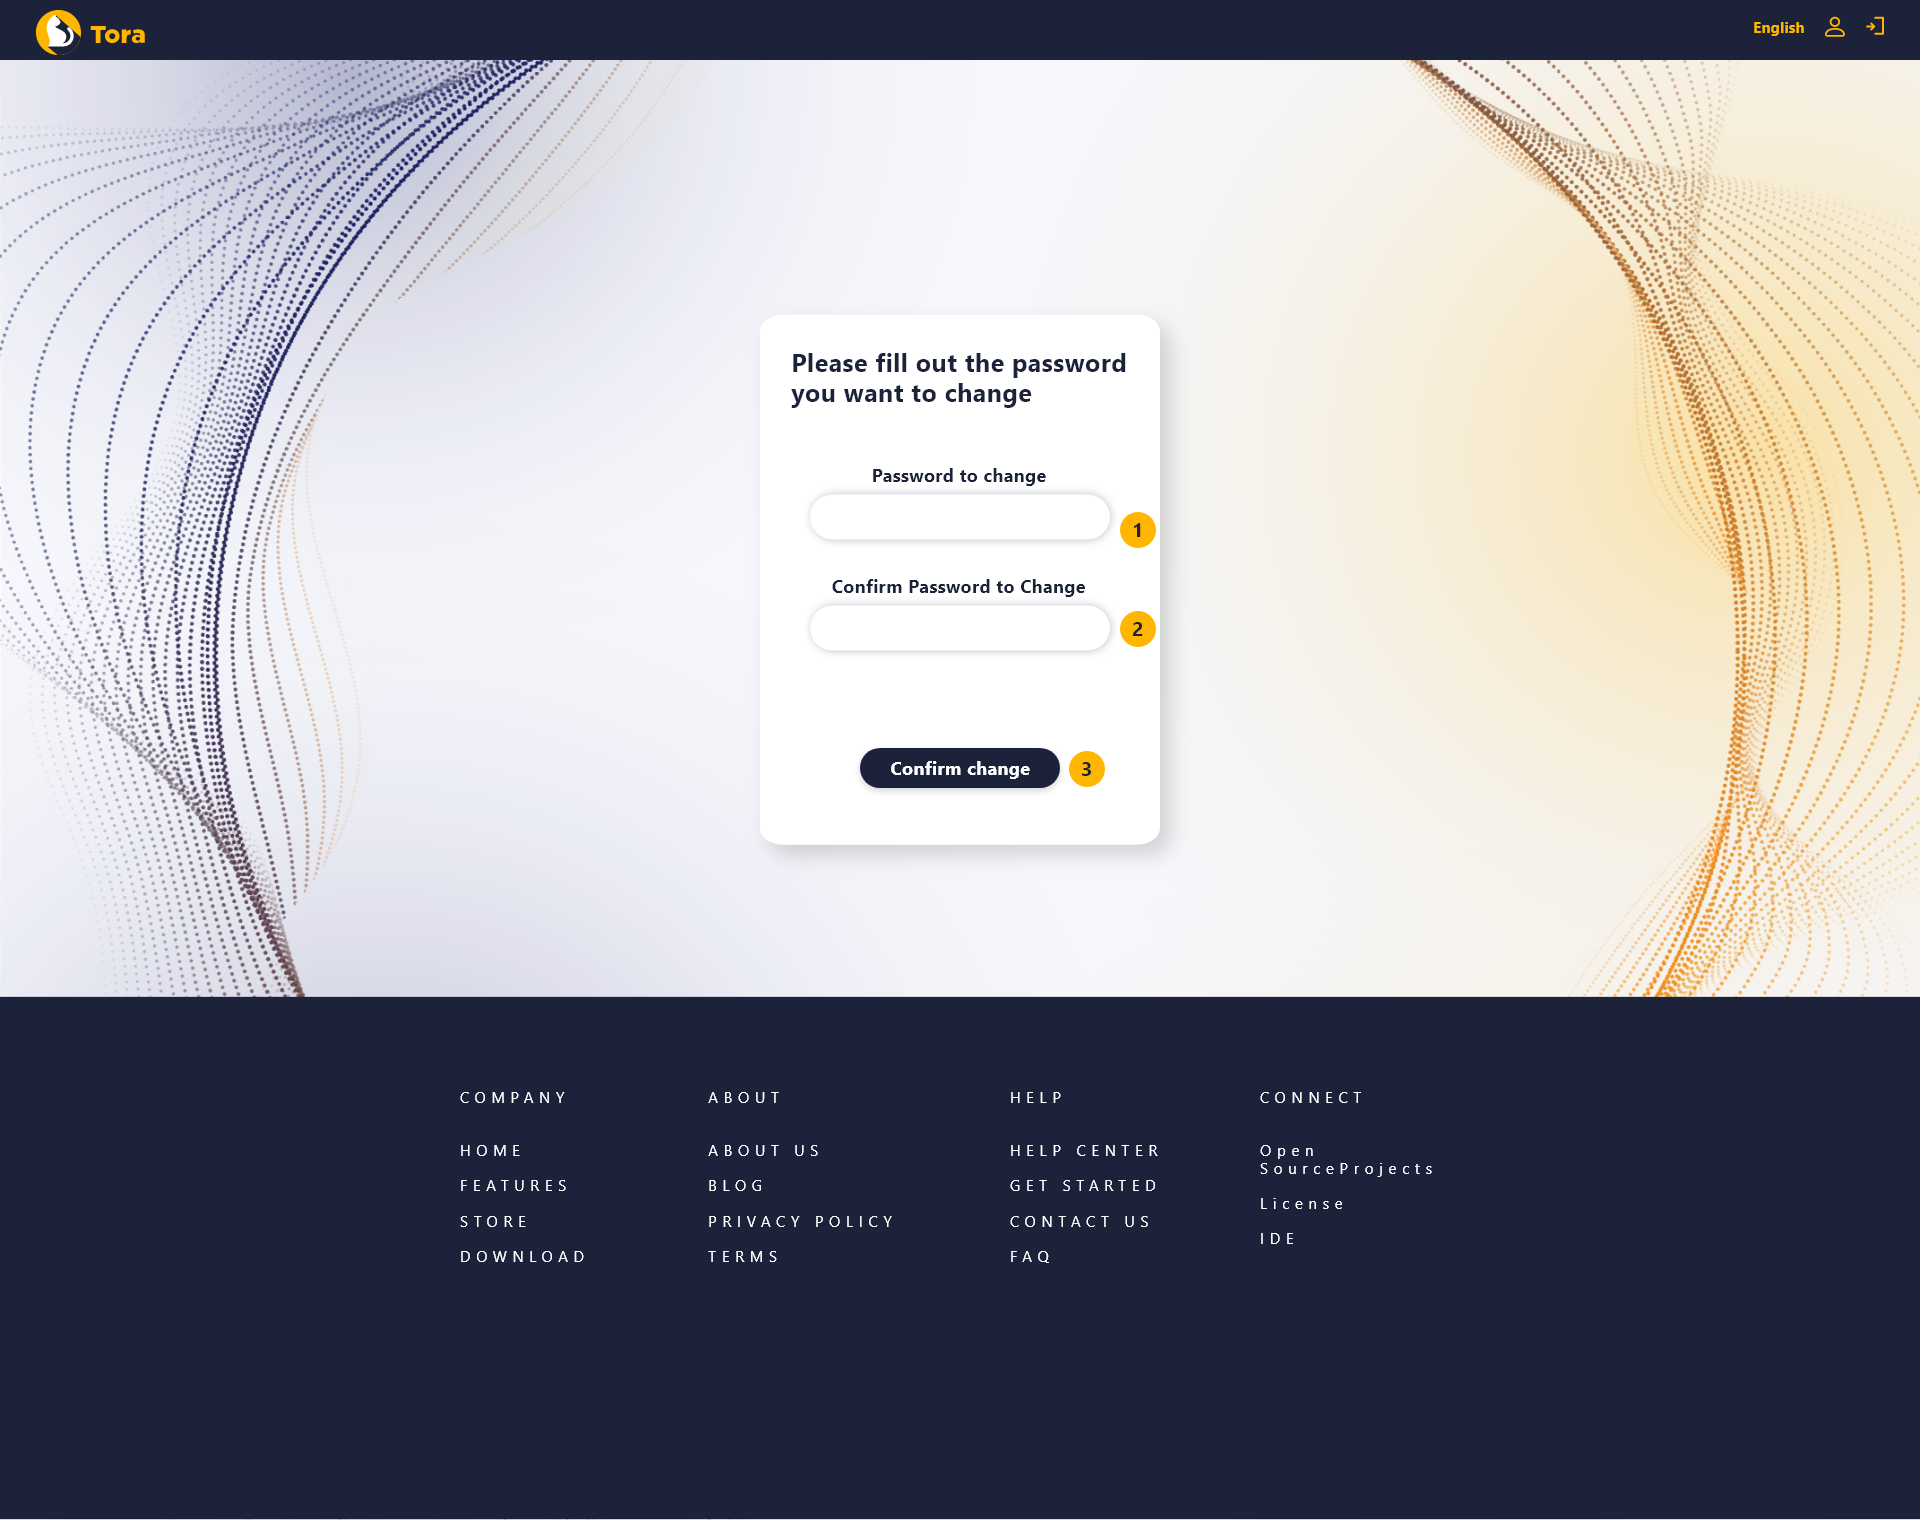 Tora
English
Please fill out the password
you want to change
Password to change
1
Confirm Password to Change
2
Confirm change
3
COMPANY
HOME
FEATURES
STORE
DOWNLOAD
ABOUT
ABOUT US
BLOG
PRIVACY POLICY
TERMS
HELP
HELP CENTER
GET STARTED
CONTACT US
FAQ
CONNECT
Open
SourceProjects
License
IDE